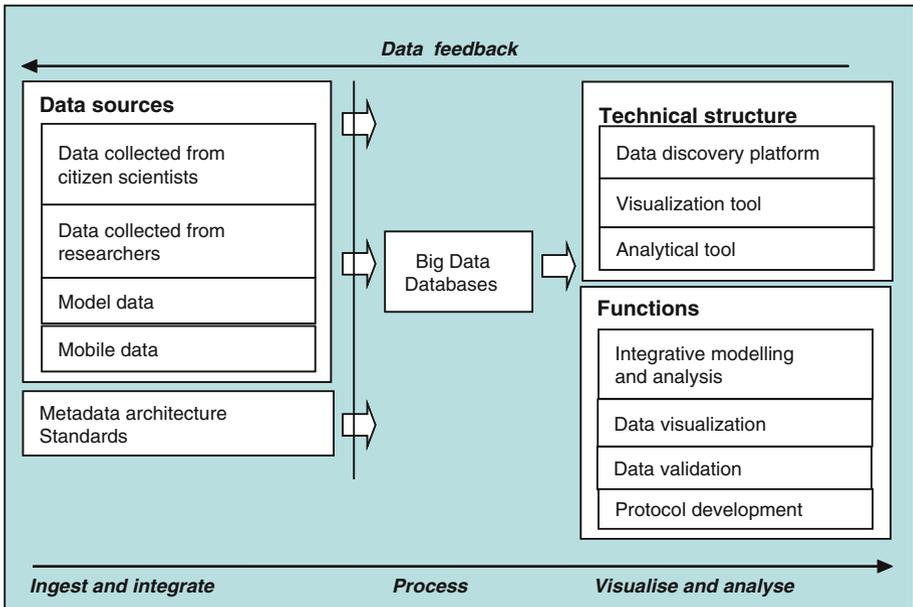 Data feedback
Data sources
Data collected from
citizen scientists
Data collected from
researchers
Model data
Mobile data
Metadata architecture
Standards
Big Data
Databases
Technical structure
Data discovery platform
Visualization tool
Analytical tool
Functions
Integrative modelling
and analysis
Data visualization
Data validation
Protocol development
Ingest and integrate
Process
Visualise and analyse